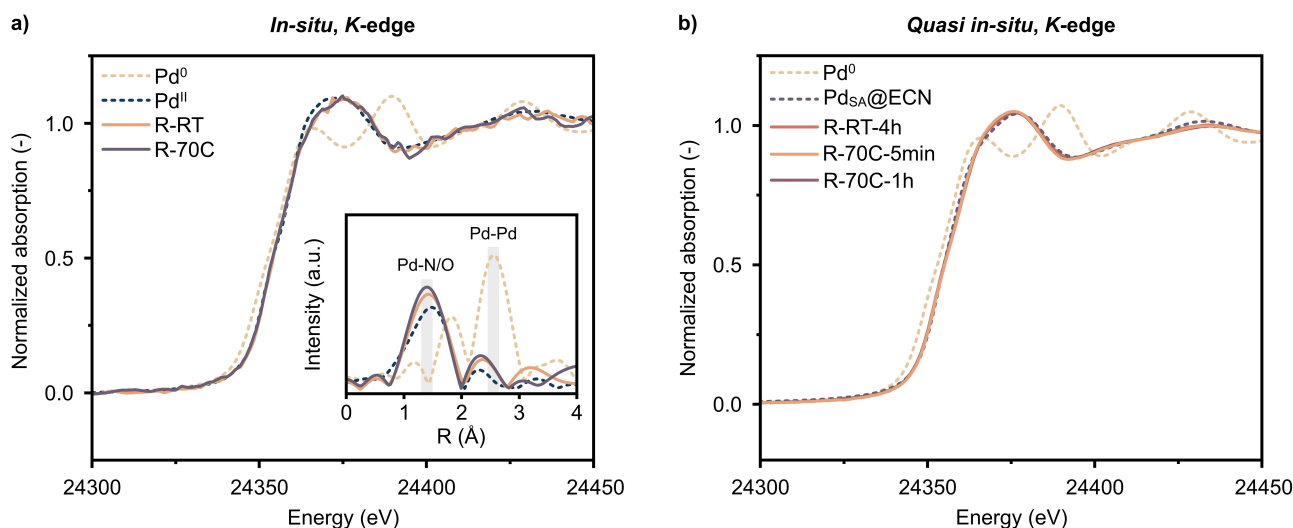 a)
In-situ, K-edge
Normalized absorption (-)
1.0
0.5
0.0
Pd⁰
Pdᴵᴵ
R-RT
R-70C
Intensity (a.u.)
Pd-N/O
Pd-Pd
0 1 2 3 4
R (Å)
24300 24350 24400 24450
Energy (eV)
b)
Quasi in-situ, K-edge
Normalized absorption (-)
1.0
0.5
0.0
Pd⁰
Pd_SA@ECN
R-RT-4h
R-70C-5min
R-70C-1h
24300 24350 24400 24450
Energy (eV)